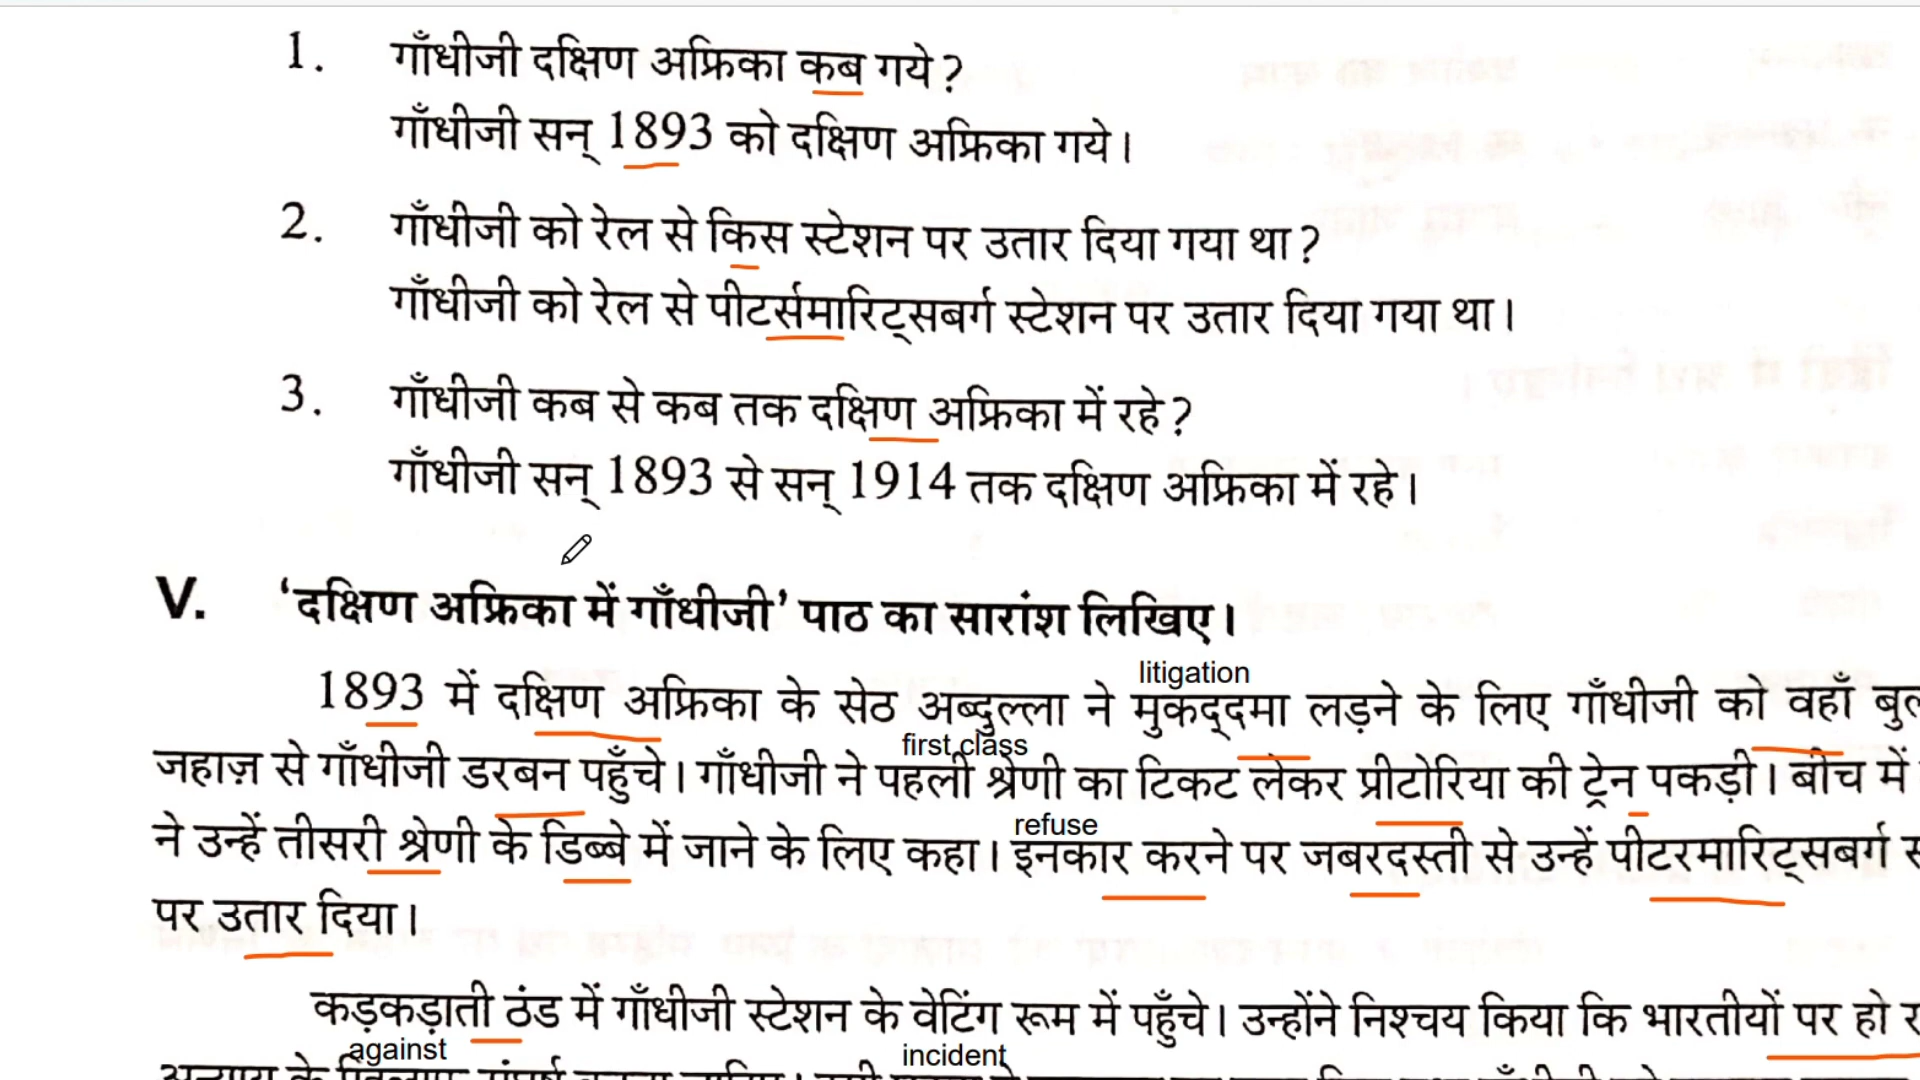 1. गाँधीजी दक्षिण अफ्रिका कब गये?
गाँधीजी सन् 1893 को दक्षिण अफ्रिका गये।
2. गाँधीजी को रेल से किस स्टेशन पर उतार दिया गया था?
गाँधीजी को रेल से पीटर्समारिट्सबर्ग स्टेशन पर उतार दिया गया था।
3. गाँधीजी कब से कब तक दक्षिण अफ्रिका में रहे?
गाँधीजी सन् 1893 से सन् 1914 तक दक्षिण अफ्रिका में रहे।
V. ‘दक्षिण अफ्रिका में गाँधीजी’ पाठ का सारांश लिखिए।
litigation
1893 में दक्षिण अफ्रिका के सेठ अब्दुल्ला ने मुकद्दमा लड़ने के लिए गाँधीजी को वहाँ
first class
जहाज़ से गाँधीजी डरबन पहुँचे। गाँधीजी ने पहली श्रेणी का टिकट लेकर प्रीटोरिया की ट्रेन पकड़ी। बीच में
refuse
ने उन्हें तीसरी श्रेणी के डिब्बे में जाने के लिए कहा। इनकार करने पर जबरदस्ती से उन्हें पीटरमारिट्सबर्ग
पर उतार दिया।
कड़कड़ाती ठंड में गाँधीजी स्टेशन के वेटिंग रूम में पहुँचे। उन्होंने निश्चय किया कि भारतीयों पर हो
against incident